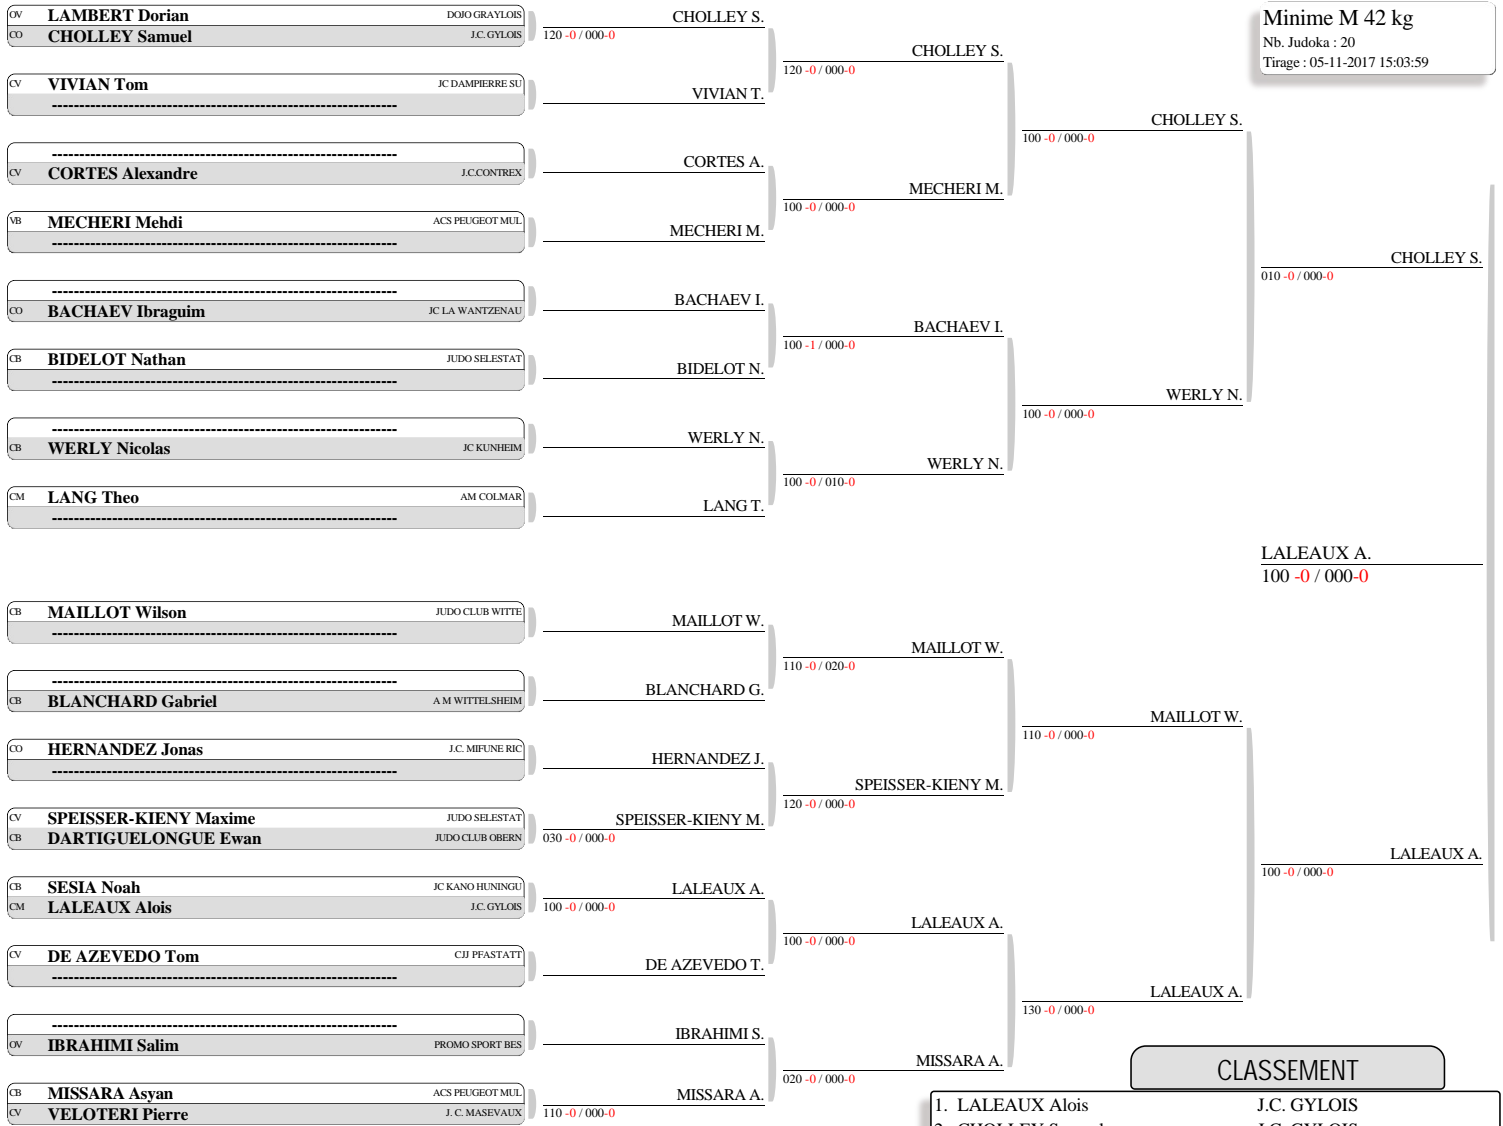 Minime M 42 kg
Nb. Judoka : 20
Tirage : 05-11-2017 15:03:59
OV LAMBERT Dorian DOJO GRAYLOIS
CO CHOLLEY Samuel J.C. GYLOIS
CV VIVIAN Tom JC DAMPIERRE SU
---------------------------------------------------------------
---------------------------------------------------------------
CV CORTES Alexandre J.C.CONTREX
VB MECHERI Mehdi ACS PEUGEOT MUL
---------------------------------------------------------------
---------------------------------------------------------------
CO BACHAEV Ibraguim JC LA WANTZENAU
CB BIDELOT Nathan JUDO SELESTAT
---------------------------------------------------------------
---------------------------------------------------------------
CB WERLY Nicolas JC KUNHEIM
CM LANG Theo AM COLMAR
---------------------------------------------------------------
CB MAILLOT Wilson JUDO CLUB WITTE
---------------------------------------------------------------
---------------------------------------------------------------
CB BLANCHARD Gabriel A M WITTELSHEIM
CO HERNANDEZ Jonas J.C. MIFUNE RIC
---------------------------------------------------------------
CV SPEISSER-KIENY Maxime JUDO SELESTAT
CB DARTIGUELONGUE Ewan JUDO CLUB OBERN
CB SESIA Noah JC KANO HUNINGU
CM LALEAUX Alois J.C. GYLOIS
CV DE AZEVEDO Tom CJJ PFASTATT
---------------------------------------------------------------
---------------------------------------------------------------
OV IBRAHIMI Salim PROMO SPORT BES
CB MISSARA Asyan ACS PEUGEOT MUL
CV VELOTERI Pierre J. C. MASEVAUX
CHOLLEY S.
120 -0 / 000-0
VIVIAN T.
CORTES A.
MECHERI M.
BACHAEV I.
BIDELOT N.
WERLY N.
LANG T.
MAILLOT W.
BLANCHARD G.
HERNANDEZ J.
SPEISSER-KIENY M.
030 -0 / 000-0
LALEAUX A.
100 -0 / 000-0
DE AZEVEDO T.
IBRAHIMI S.
MISSARA A.
110 -0 / 000-0
CHOLLEY S.
120 -0 / 000-0
MECHERI M.
100 -0 / 000-0
BACHAEV I.
100 -1 / 000-0
WERLY N.
100 -0 / 010-0
MAILLOT W.
110 -0 / 020-0
SPEISSER-KIENY M.
120 -0 / 000-0
LALEAUX A.
100 -0 / 000-0
MISSARA A.
020 -0 / 000-0
CHOLLEY S.
100 -0 / 000-0
WERLY N.
100 -0 / 000-0
MAILLOT W.
110 -0 / 000-0
LALEAUX A.
130 -0 / 000-0
CHOLLEY S.
010 -0 / 000-0
LALEAUX A.
100 -0 / 000-0
LALEAUX A.
100 -0 / 000-0
CLASSEMENT
1. LALEAUX Alois J.C. GYLOIS
2. CHOLLEY Samuel J.C. GYLOIS